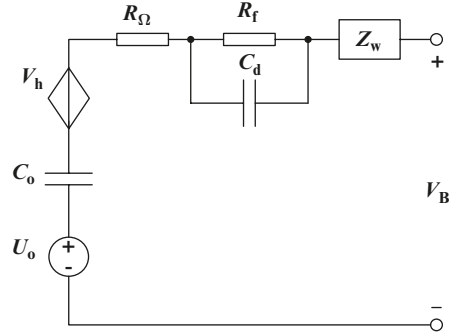 R_Ω
R_f
C_d
Z_w
+
V_h
C_o
V_B
U_o
+
-
−